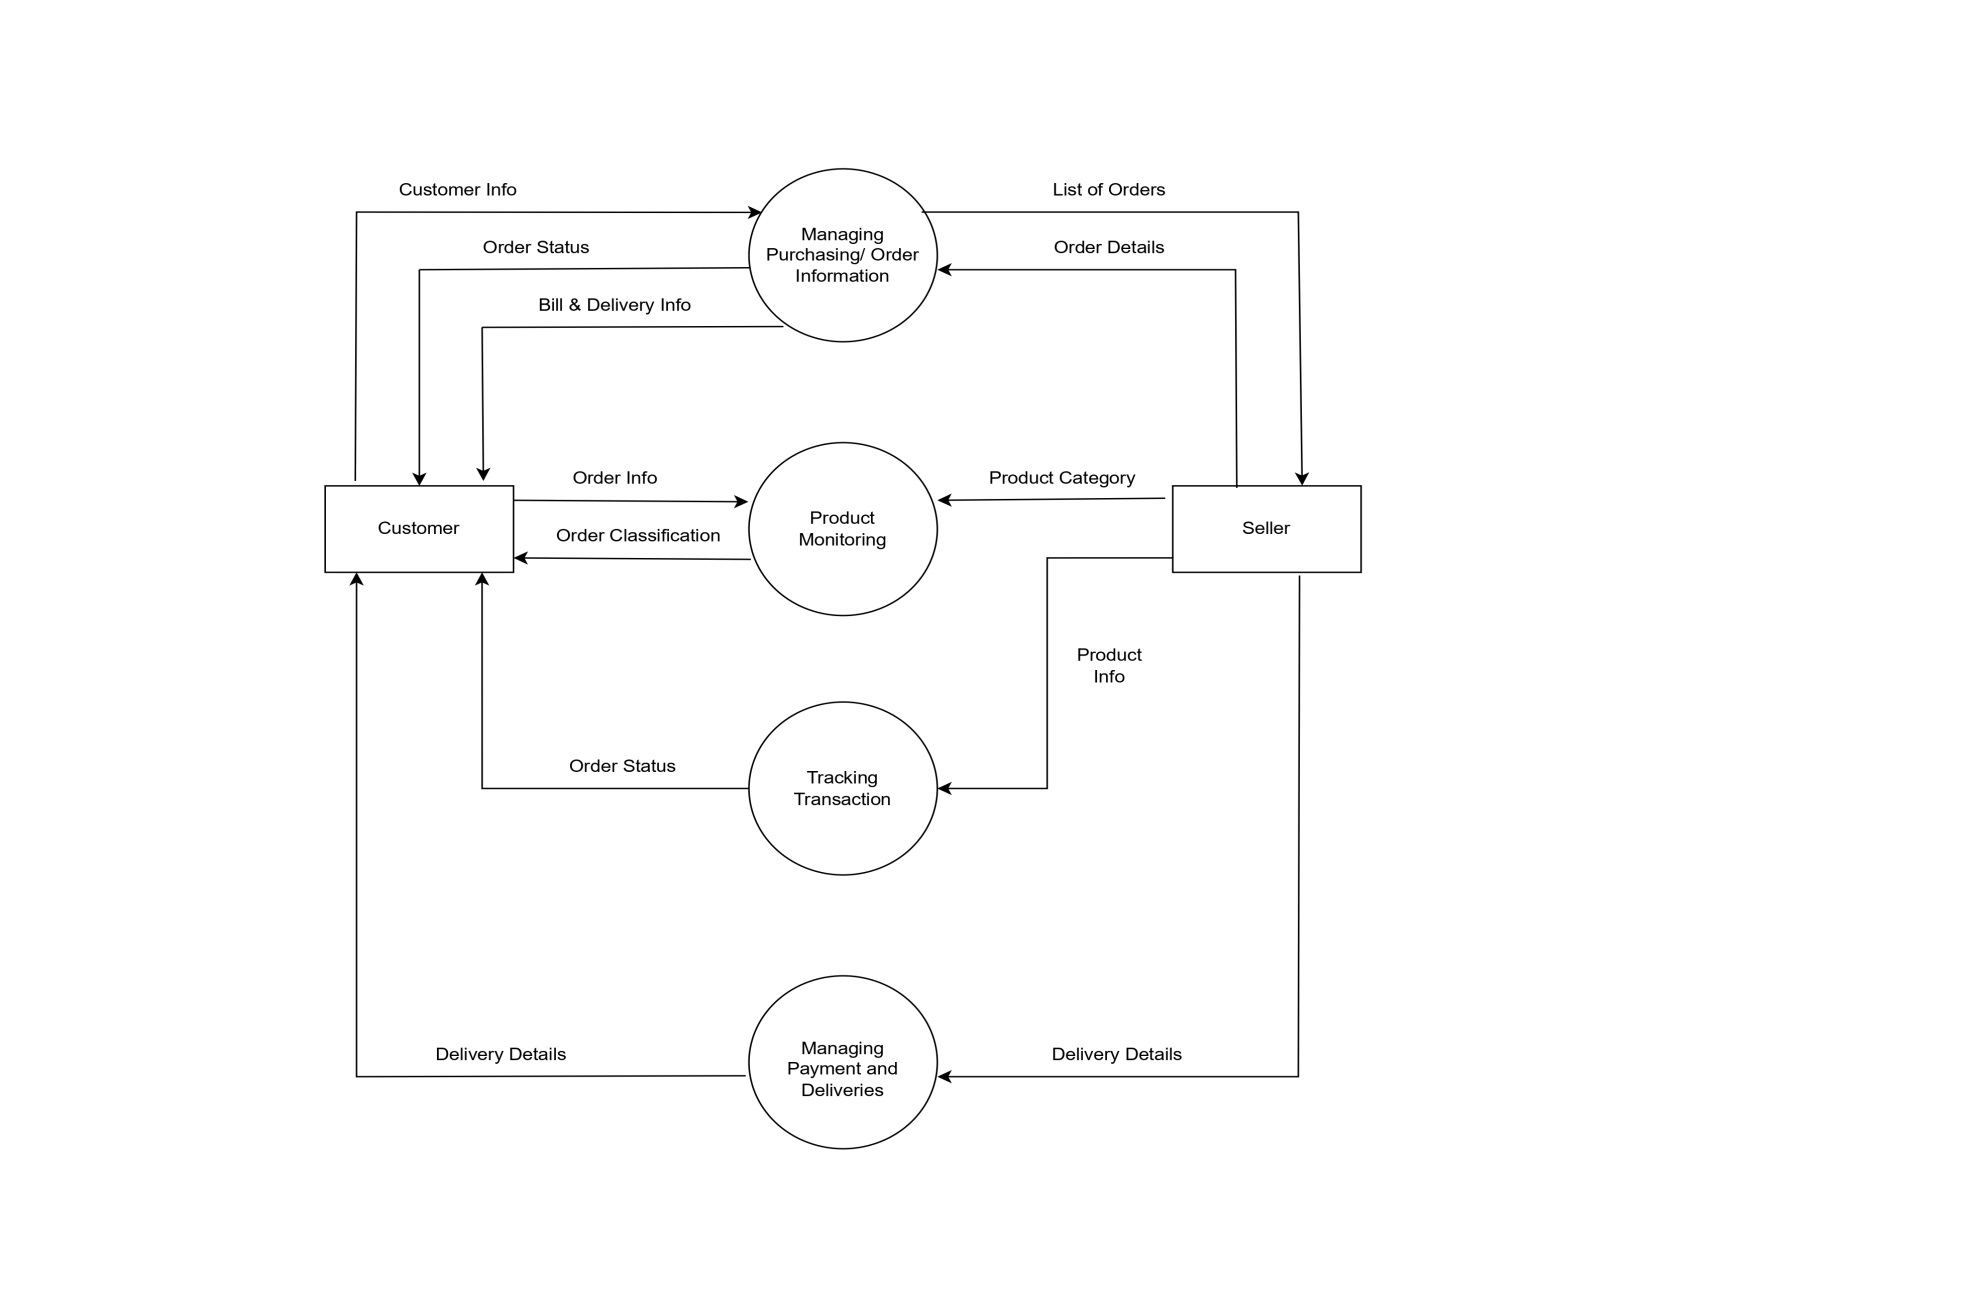 Customer Info
List of Orders
Managing
Purchasing/ Order
Information
Order Status
Order Details
Bill & Delivery Info
Order Info
Product Category
Customer
Order Classification
Product
Monitoring
Seller
Product
Info
Order Status
Tracking
Transaction
Delivery Details
Managing
Payment and
Deliveries
Delivery Details